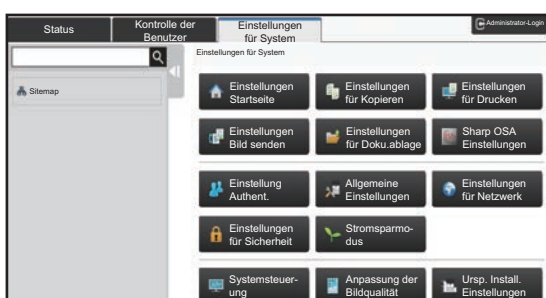 Status
Kontrolle der
Benutzer
Einstellungen
für System
Administrator-Login
Einstellungen für System
Sitemap
Einstellungen
Startseite
Einstellungen
für Kopieren
Einstellungen
für Drucken
Einstellungen
Bild senden
Einstellungen
für Doku.ablage
Sharp OSA
Einstellungen
Einstellung
Authent.
Allgemeine
Einstellungen
Einstellungen
für Netzwerk
Einstellungen
für Sicherheit
Stromsparmo-
dus
Systemsteuer-
ung
Anpassung der
Bildqualität
Ursp. Install.
Einstellungen